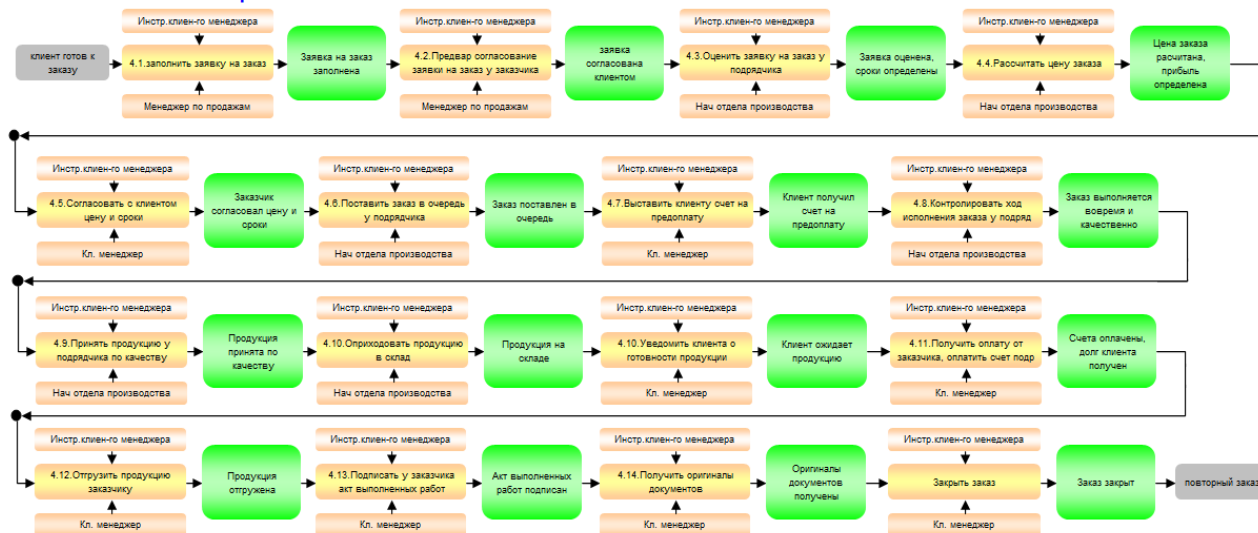 Инстр.клиен-го менеджера
Инстр.клиен-го менеджера
Инстр.клиен-го менеджера
Инстр.клиен-го менеджера
клиент готов к
заказу
4.1.заполнить заявку на заказ
Заявка на заказ
заполнена
4.2.Предвар согласование
заявки на заказ у заказчика
заявка
согласована
клиентом
4.3.Оценить заявку на заказ у
подрядчика
Заявка оценена,
сроки определены
4.4.Рассчитать цену заказа
Цена заказа
расчитана,
прибыль
определена
Менеджер по продажам
Менеджер по продажам
Нач отдела производства
Нач отдела производства
Инстр.клиен-го менеджера
Инстр.клиен-го менеджера
Инстр.клиен-го менеджера
Инстр.клиен-го менеджера
4.5.Согласовать с клиентом
цену и сроки
Заказчик
согласовал цену и
сроки
4.6.Поставить заказ в очередь
у подрядчика
Заказ поставлен в
очередь
4.7.Выставить клиенту счет на
предоплату
Клиент получил
счет на
предоплату
4.8.Контролировать ход
исполнения заказа у подряд
Заказ выполняется
вовремя и
качественно
Кл. менеджер
Нач отдела производства
Кл. менеджер
Нач отдела производства
Инстр.клиен-го менеджера
Инстр.клиен-го менеджера
Инстр.клиен-го менеджера
Инстр.клиен-го менеджера
4.9.Принять продукцию у
подрядчика по качеству
Продукция
принята по
качеству
4.10.Оприходовать продукцию
в склад
Продукция на
складе
4.10.Уведомить клиента о
готовности продукции
Клиент ожидает
продукцию
4.11.Получить оплату от
заказчика, оплатить счет подр
Счета оплачены,
долг клиента
получен
Нач отдела производства
Нач отдела производства
Кл. менеджер
Кл. менеджер
Инстр.клиен-го менеджера
Инстр.клиен-го менеджера
Инстр.клиен-го менеджера
Инстр.клиен-го менеджера
4.12.Отгрузить продукцию
заказчику
Продукция
отгружена
4.13.Подписать у заказчика
акт выполненных работ
Акт выполненных
работ подписан
4.14.Получить оригиналы
документов
Оригиналы
документов
получены
Закрыть заказ
Заказ закрыт
повторный заказ
Кл. менеджер
Кл. менеджер
Кл. менеджер
Кл. менеджер